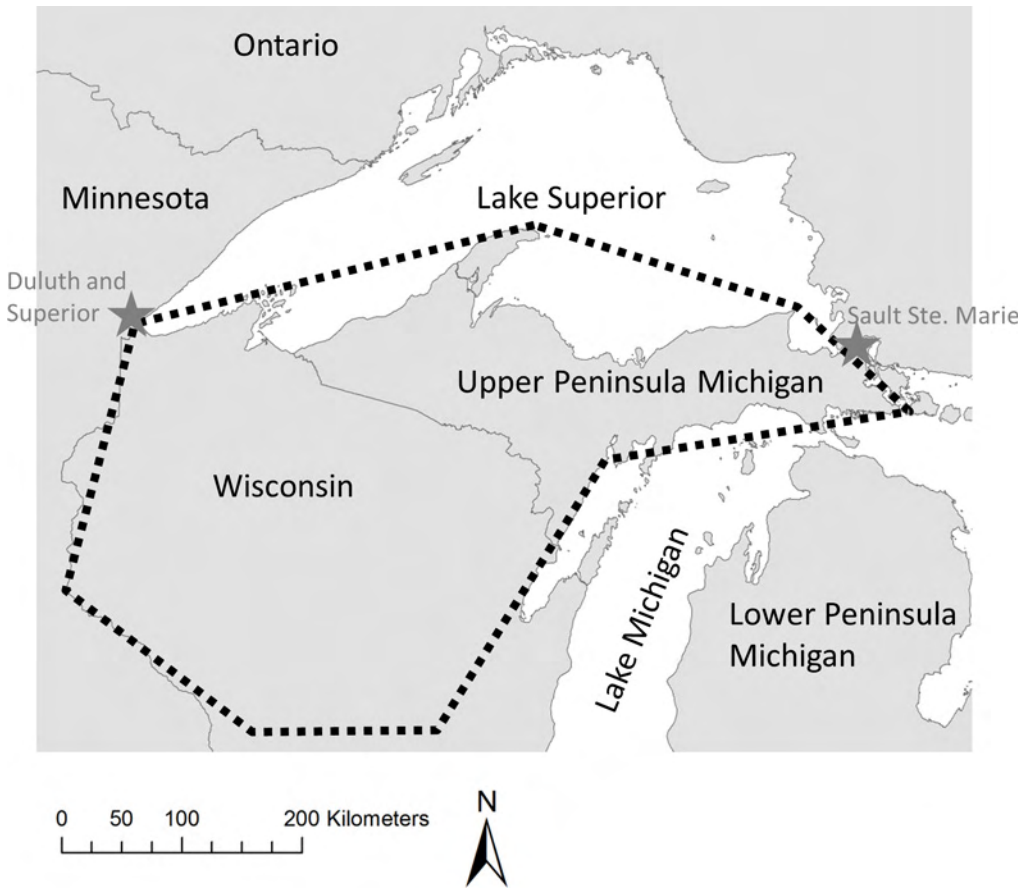 Ontario
Minnesota
Lake Superior
Duluth and
Superior
Sault Ste. Marie
Upper Peninsula Michigan
Wisconsin
Lake Michigan
Lower Peninsula
Michigan
0 50 100 200 Kilometers
N